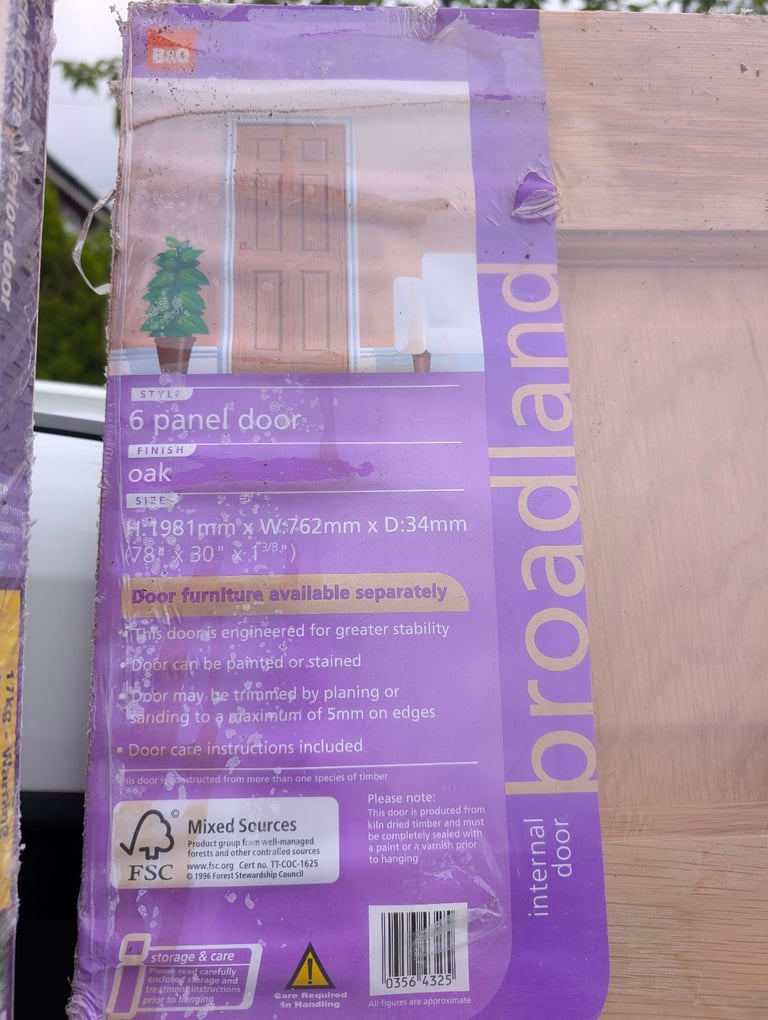 B&Q
STYLE
6 panel door
FINISH
oak
SIZE
H:1981mm x W:762mm x D:34mm
(78" x 30" x 1 3/8")
Door furniture available separately
• This door is engineered for greater stability
• Door can be painted or stained
• Door may be trimmed by planing or
sanding to a maximum of 5mm on edges
• Door care instructions included
This door is constructed from more than one species of timber
FSC
©
Mixed Sources
Product group from well-managed
forests and other controlled sources
www.fsc.org Cert no. TT-COC-1625
© 1996 Forest Stewardship Council
Please note:
This door is produced from
kiln dried timber and must
be completely sealed with
a paint or a varnish prior
to hanging
i
storage & care
Please read carefully
enclosed storage and
treatment instructions
prior to hanging
Care Required
In Handling
0356 4325
All figures are approximate
broadland
internal
door
door
17kg - Warning